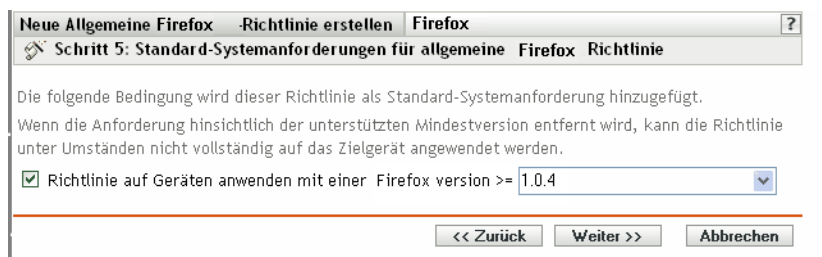 Neue Allgemeine Firefox -Richtlinie erstellen Firefox ?
Schritt 5: Standard-Systemanforderungen für allgemeine Firefox Richtlinie
Die folgende Bedingung wird dieser Richtlinie als Standard-Systemanforderung hinzugefügt.
Wenn die Anforderung hinsichtlich der unterstützten Mindestversion entfernt wird, kann die Richtlinie
unter Umständen nicht vollständig auf das Zielgerät angewendet werden.
Richtlinie auf Geräten anwenden mit einer Firefox version >= 1.0.4
<< Zurück Weiter >> Abbrechen